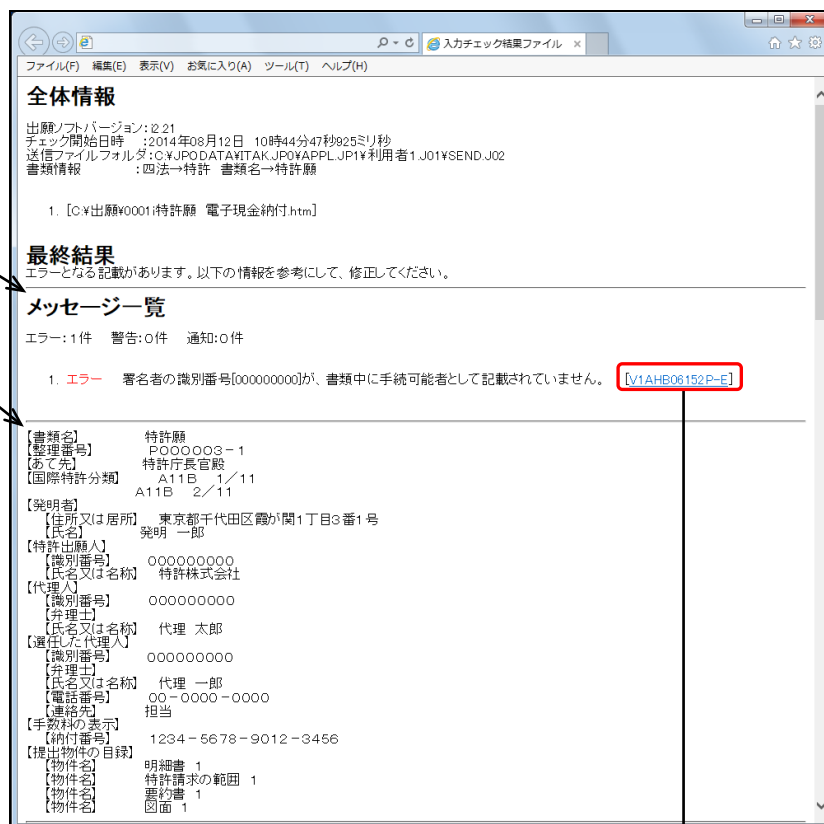 入力チェック結果ファイル
ファイル(F) 編集(E) 表示(V) お気に入り(A) ツール(T) ヘルプ(H)
全体情報
出願ソフトバージョン:i2.21
チェック開始日時 :2014年08月12日 10時44分47秒925ミリ秒
送信ファイルフォルダ:C:¥JPODATA¥ITAK.JP0¥APPL.JP1¥利用者1.J01¥SEND.J02
書類情報 :四法→特許 書類名→特許願
1. [C:¥出願¥0001i特許願 電子現金納付.htm]
最終結果
エラーとなる記載があります。以下の情報を参考にして、修正してください。
メッセージ一覧
エラー:1件 警告:0件 通知:0件
1. エラー 署名者の識別番号[000000000]が、書類中に手続可能者として記載されていません。 [V1AHB06152P-E]
【書類名】 特許願
【整理番号】 P000003-1
【あて先】 特許庁長官殿
【国際特許分類】 A11B 1/11
A11B 2/11
【発明者】
【住所又は居所】 東京都千代田区霞が関1丁目3番1号
【氏名】 発明 一郎
【特許出願人】
【識別番号】 000000000
【氏名又は名称】 特許株式会社
【代理人】
【識別番号】 000000000
【弁理士】
【氏名又は名称】 代理 太郎
【選任した代理人】
【識別番号】 000000000
【弁理士】
【氏名又は名称】 代理 一郎
【電話番号】 00-0000-0000
【連絡先】 担当
【手数料の表示】
【納付番号】 1234-5678-9012-3456
【提出物件の目録】
【物件名】 明細書 1
【物件名】 特許請求の範囲 1
【物件名】 要約書 1
【物件名】 図面 1